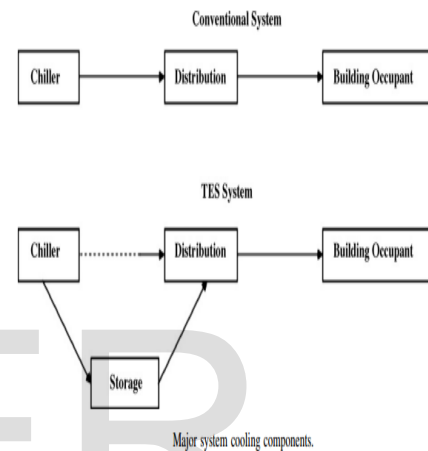 Conventional System
Chiller
Distribution
Building Occupant
TES System
Chiller
Distribution
Building Occupant
Storage
Major system cooling components.